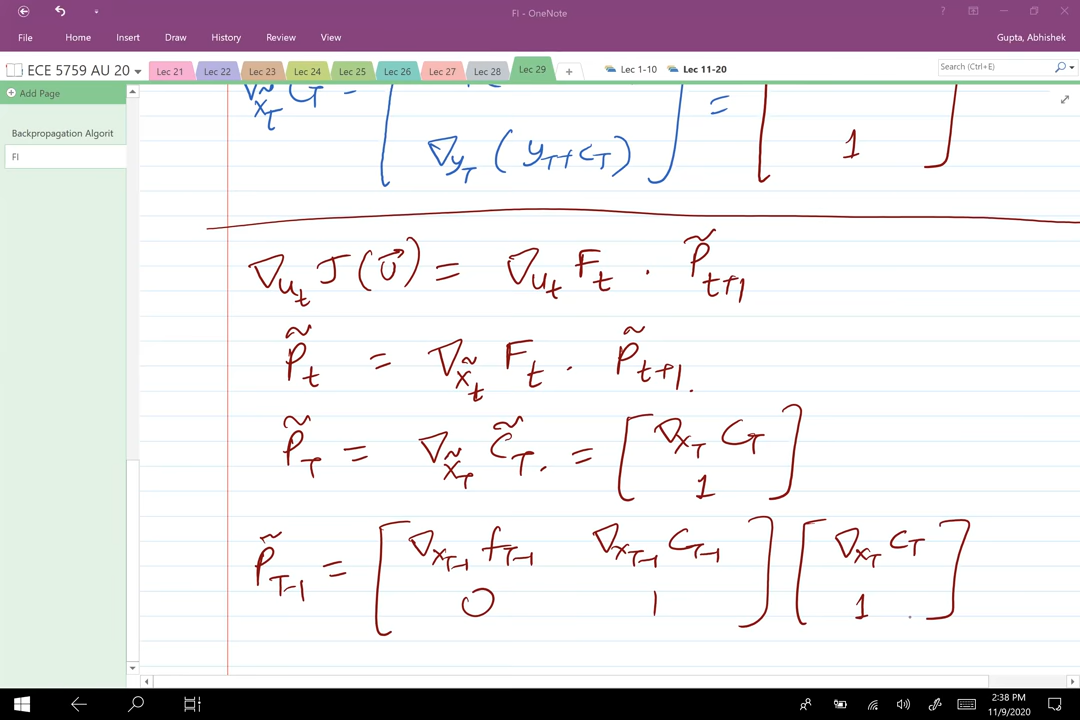 FI - OneNote
? 
File Home Insert Draw History Review View Gupta, Abhishek
ECE 5759 AU 20 Lec 21 Lec 22 Lec 23 Lec 24 Lec 25 Lec 26 Lec 27 Lec 28 Lec 29 + Lec 1-10 Lec 11-20 Search (Ctrl+E)
Add Page
Backpropagation Algorit
FI
∇_{x̃_T} C̃_T = [ ∇_{y_T} ( y_T + C_T ) ] = [ 1 ]
∇_{u_t} J(U⃗) = ∇_{u_t} F_t . P̃_{t+1}
P̃_t = ∇_{x̃_t} F_t . P̃_{t+1}.
P̃_T = ∇_{x̃_T} C̃_T. = [ ∇_{x_T} C_T ; 1 ]
P̃_{T-1} = [ ∇_{x_{T-1}} f_{T-1} ∇_{x_{T-1}} C_{T-1} ; 0 1 ] [ ∇_{x_T} C_T ; 1 ]
2:38 PM
11/9/2020